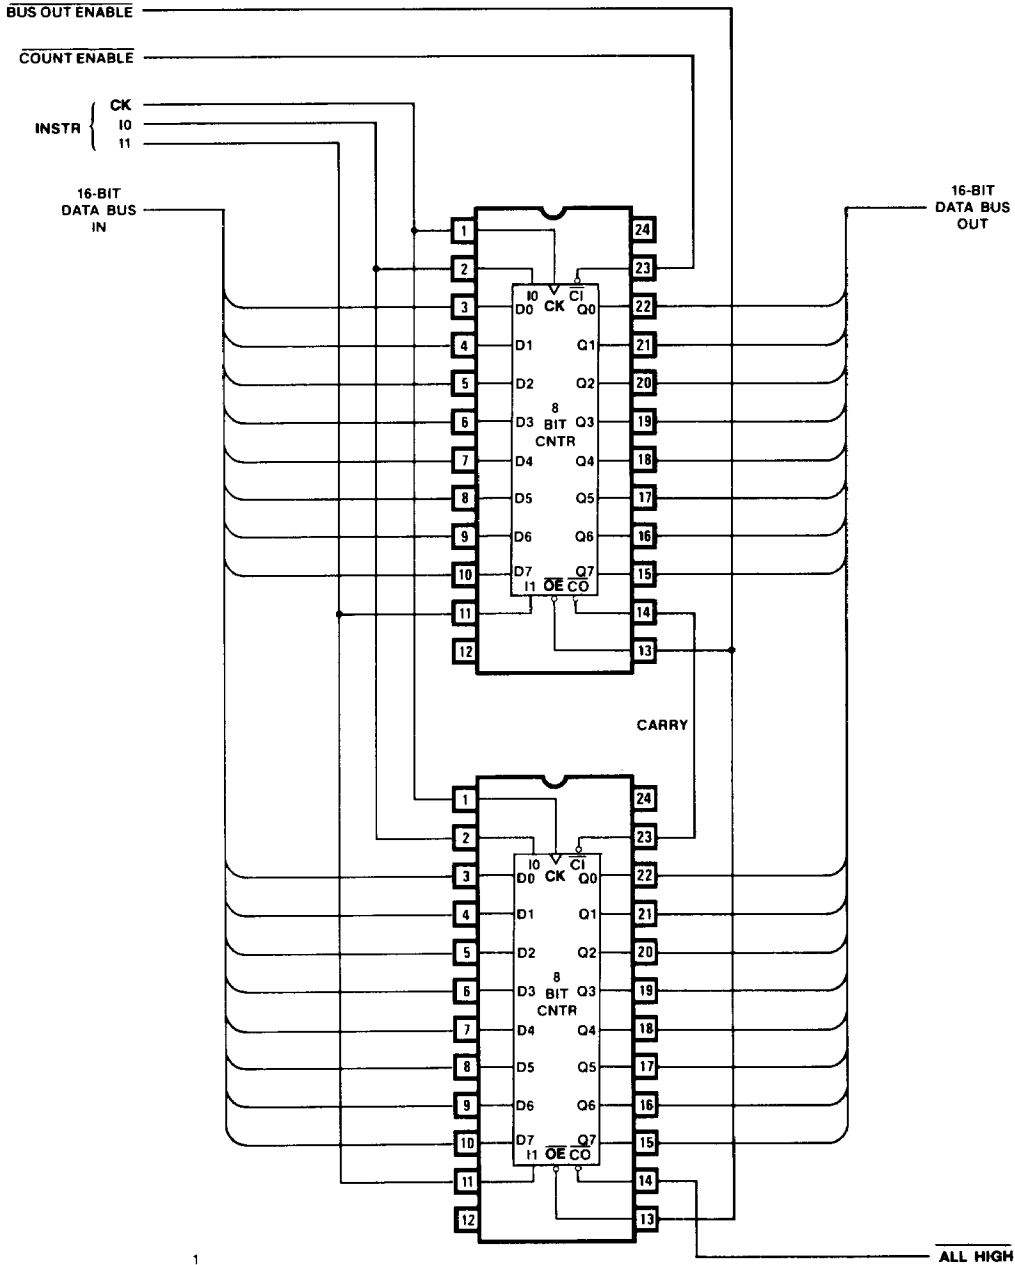 BUS OUT ENABLE
COUNT ENABLE
INSTR
CK
I0
I1
16-BIT
DATA BUS
IN
16-BIT
DATA BUS
OUT
1
2
3
4
5
6
7
8
9
10
11
12
24
23
22
21
20
19
18
17
16
15
14
13
I0 CK CI
D0 Q0
D1 Q1
D2 Q2
D3 Q3
D4 Q4
D5 Q5
D6 Q6
D7 Q7
I1 OE CO
8
BIT
CNTR
CARRY
1
2
3
4
5
6
7
8
9
10
11
12
24
23
22
21
20
19
18
17
16
15
14
13
I0 CK CI
D0 Q0
D1 Q1
D2 Q2
D3 Q3
D4 Q4
D5 Q5
D6 Q6
D7 Q7
I1 OE CO
8
BIT
CNTR
ALL HIGH
1